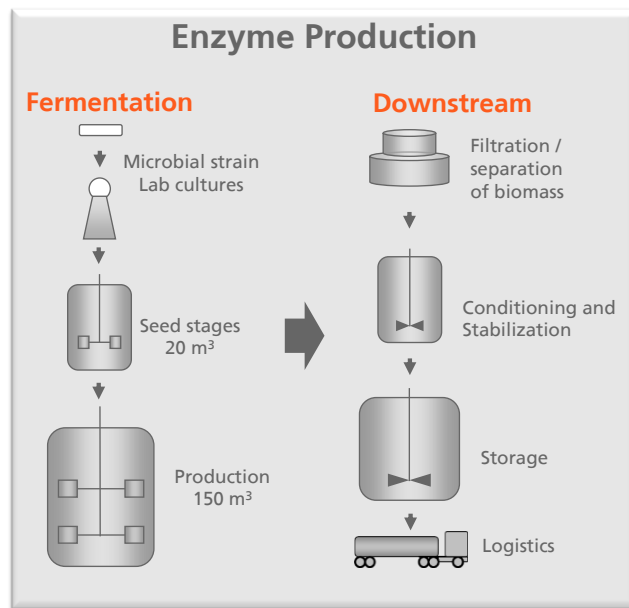 Enzyme Production
Fermentation
Microbial strain
Lab cultures
Seed stages
20 m³
Production
150 m³
Downstream
Filtration /
separation
of biomass
Conditioning and
Stabilization
Storage
Logistics